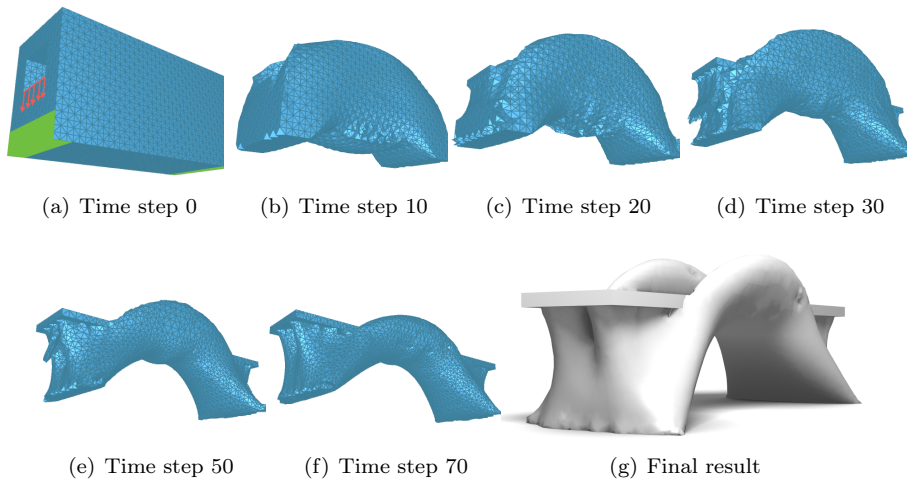 (a) Time step 0
(b) Time step 10
(c) Time step 20
(d) Time step 30
(e) Time step 50
(f) Time step 70
(g) Final result